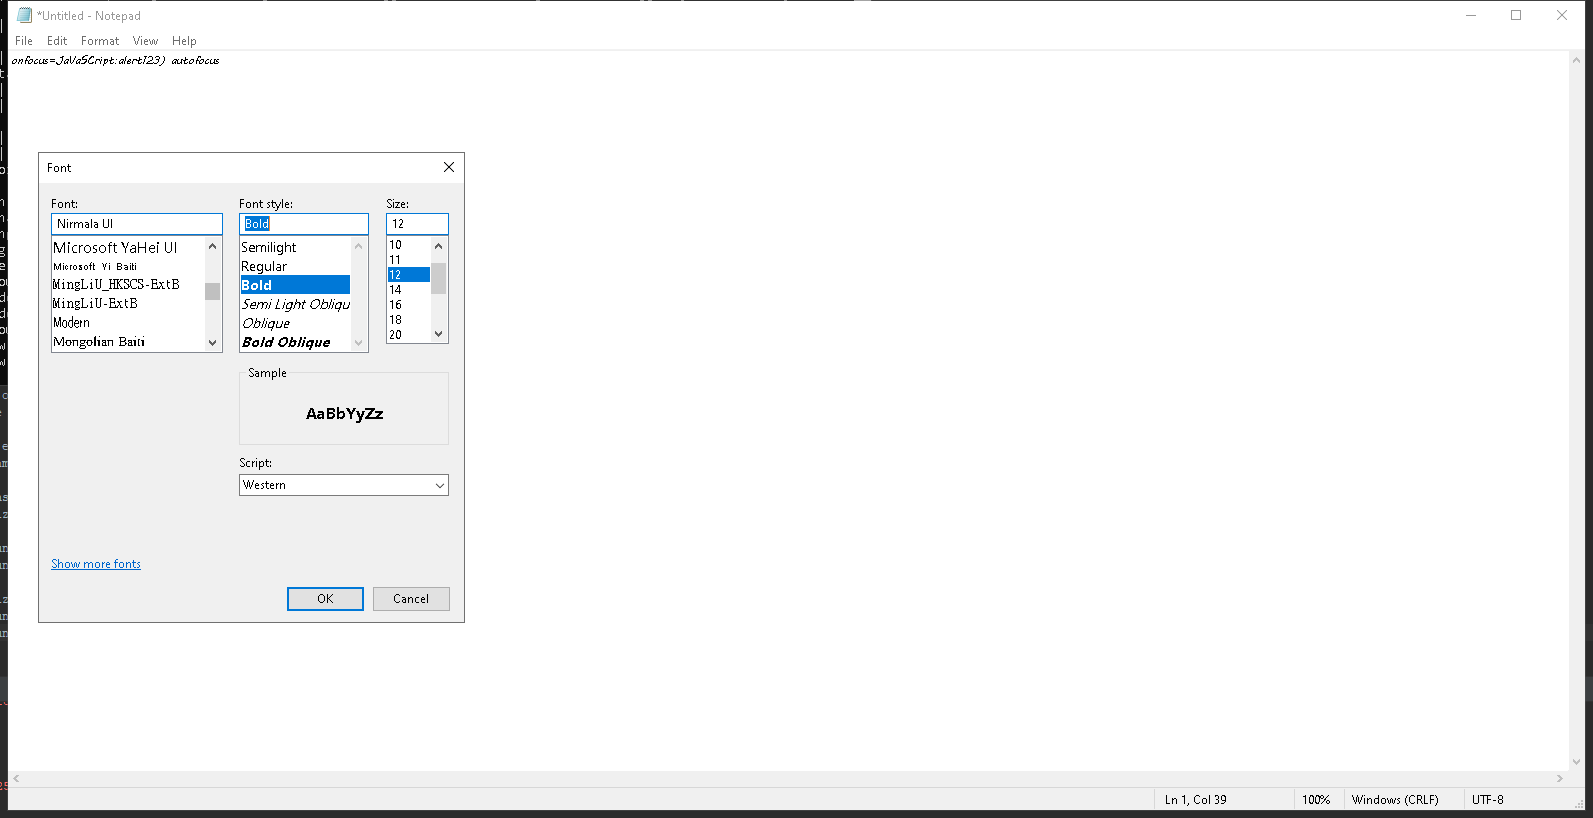 *Untitled - Notepad
File Edit Format View Help
onfocus=JaVaSCript:alert123) autofocus
Font
Font: Font style: Size:
Nirmala UI Bold 12
Microsoft YaHei UI
Microsoft Yi Baiti
MingLiU_HKSCS-ExtB
MingLiU-ExtB
Modern
Mongolian Baiti
Semilight
Regular
Bold
Semi Light Obliqu
Oblique
Bold Oblique
10
11
12
14
16
18
20
Sample
AaBbYyZz
Script:
Western
Show more fonts
OK Cancel
Ln 1, Col 39 100% Windows (CRLF) UTF-8